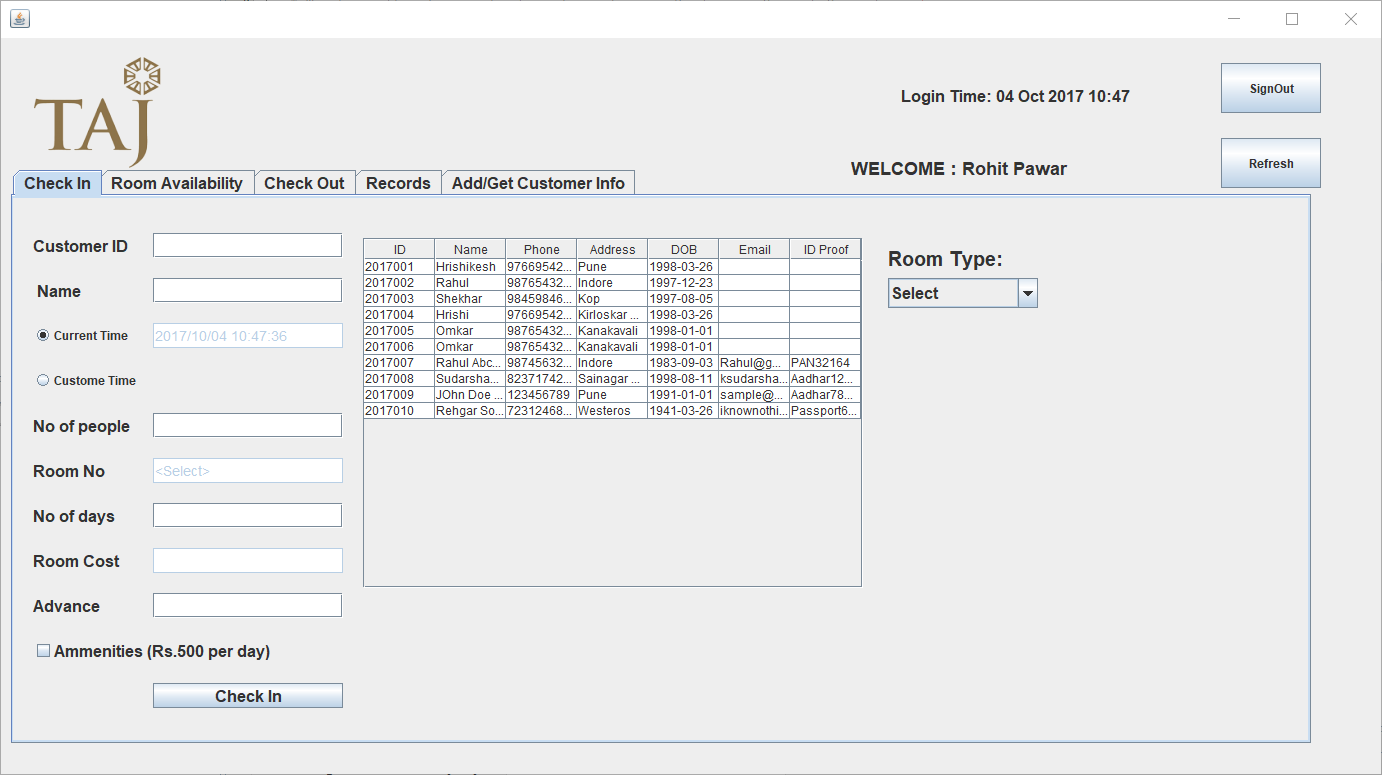 TAJ
Login Time: 04 Oct 2017 10:47
SignOut
WELCOME : Rohit Pawar
Refresh
Check In Room Availability Check Out Records Add/Get Customer Info
Customer ID
Name
Current Time 2017/10/04 10:47:36
Custome Time
No of people
Room No <Select>
No of days
Room Cost
Advance
Ammenities (Rs.500 per day)
Check In
ID Name Phone Address DOB Email ID Proof
2017001 Hrishikesh 97669542... Pune 1998-03-26
2017002 Rahul 98765432... Indore 1997-12-23
2017003 Shekhar 98459846... Kop 1997-08-05
2017004 Hrishi 97669542... Kirloskar ... 1998-03-26
2017005 Omkar 98765432... Kanakavali 1998-01-01
2017006 Omkar 98765432... Kanakavali 1998-01-01
2017007 Rahul Abc... 98745632... Indore 1983-09-03 Rahul@g... PAN32164
2017008 Sudarsha... 82371742... Sainagar ... 1998-08-11 ksudarsha... Aadhar12...
2017009 JOhn Doe ... 123456789 Pune 1991-01-01 sample@... Aadhar78...
2017010 Rehgar So... 72312468... Westeros 1941-03-26 iknownothi... Passport6...
Room Type:
Select